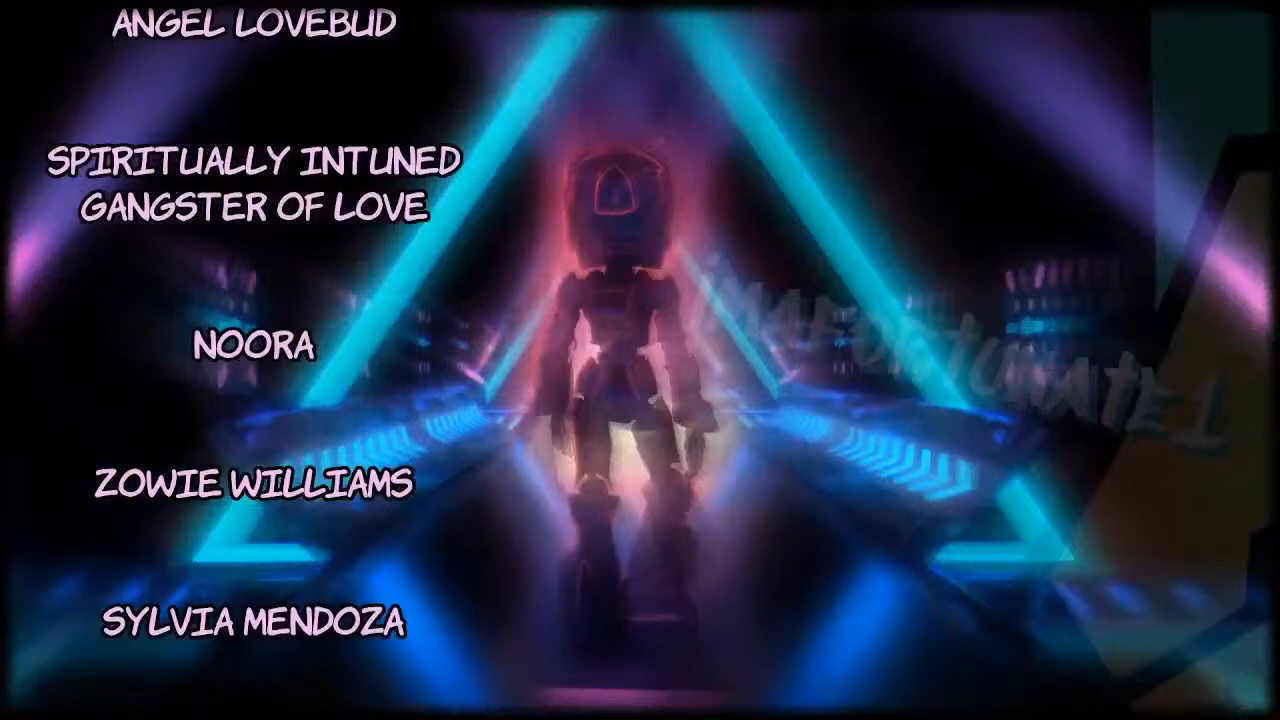 ANGEL LOVEBUD
SPIRITUALLY INTUNED
GANGSTER OF LOVE
NOORA
ZOWIE WILLIAMS
SYLVIA MENDOZA